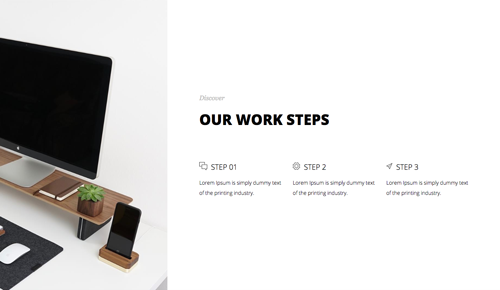 Discover
OUR WORK STEPS
STEP 01
Lorem Ipsum is simply dummy text
of the printing industry.
STEP 2
Lorem Ipsum is simply dummy text
of the printing industry.
STEP 3
Lorem Ipsum is simply dummy text
of the printing industry.